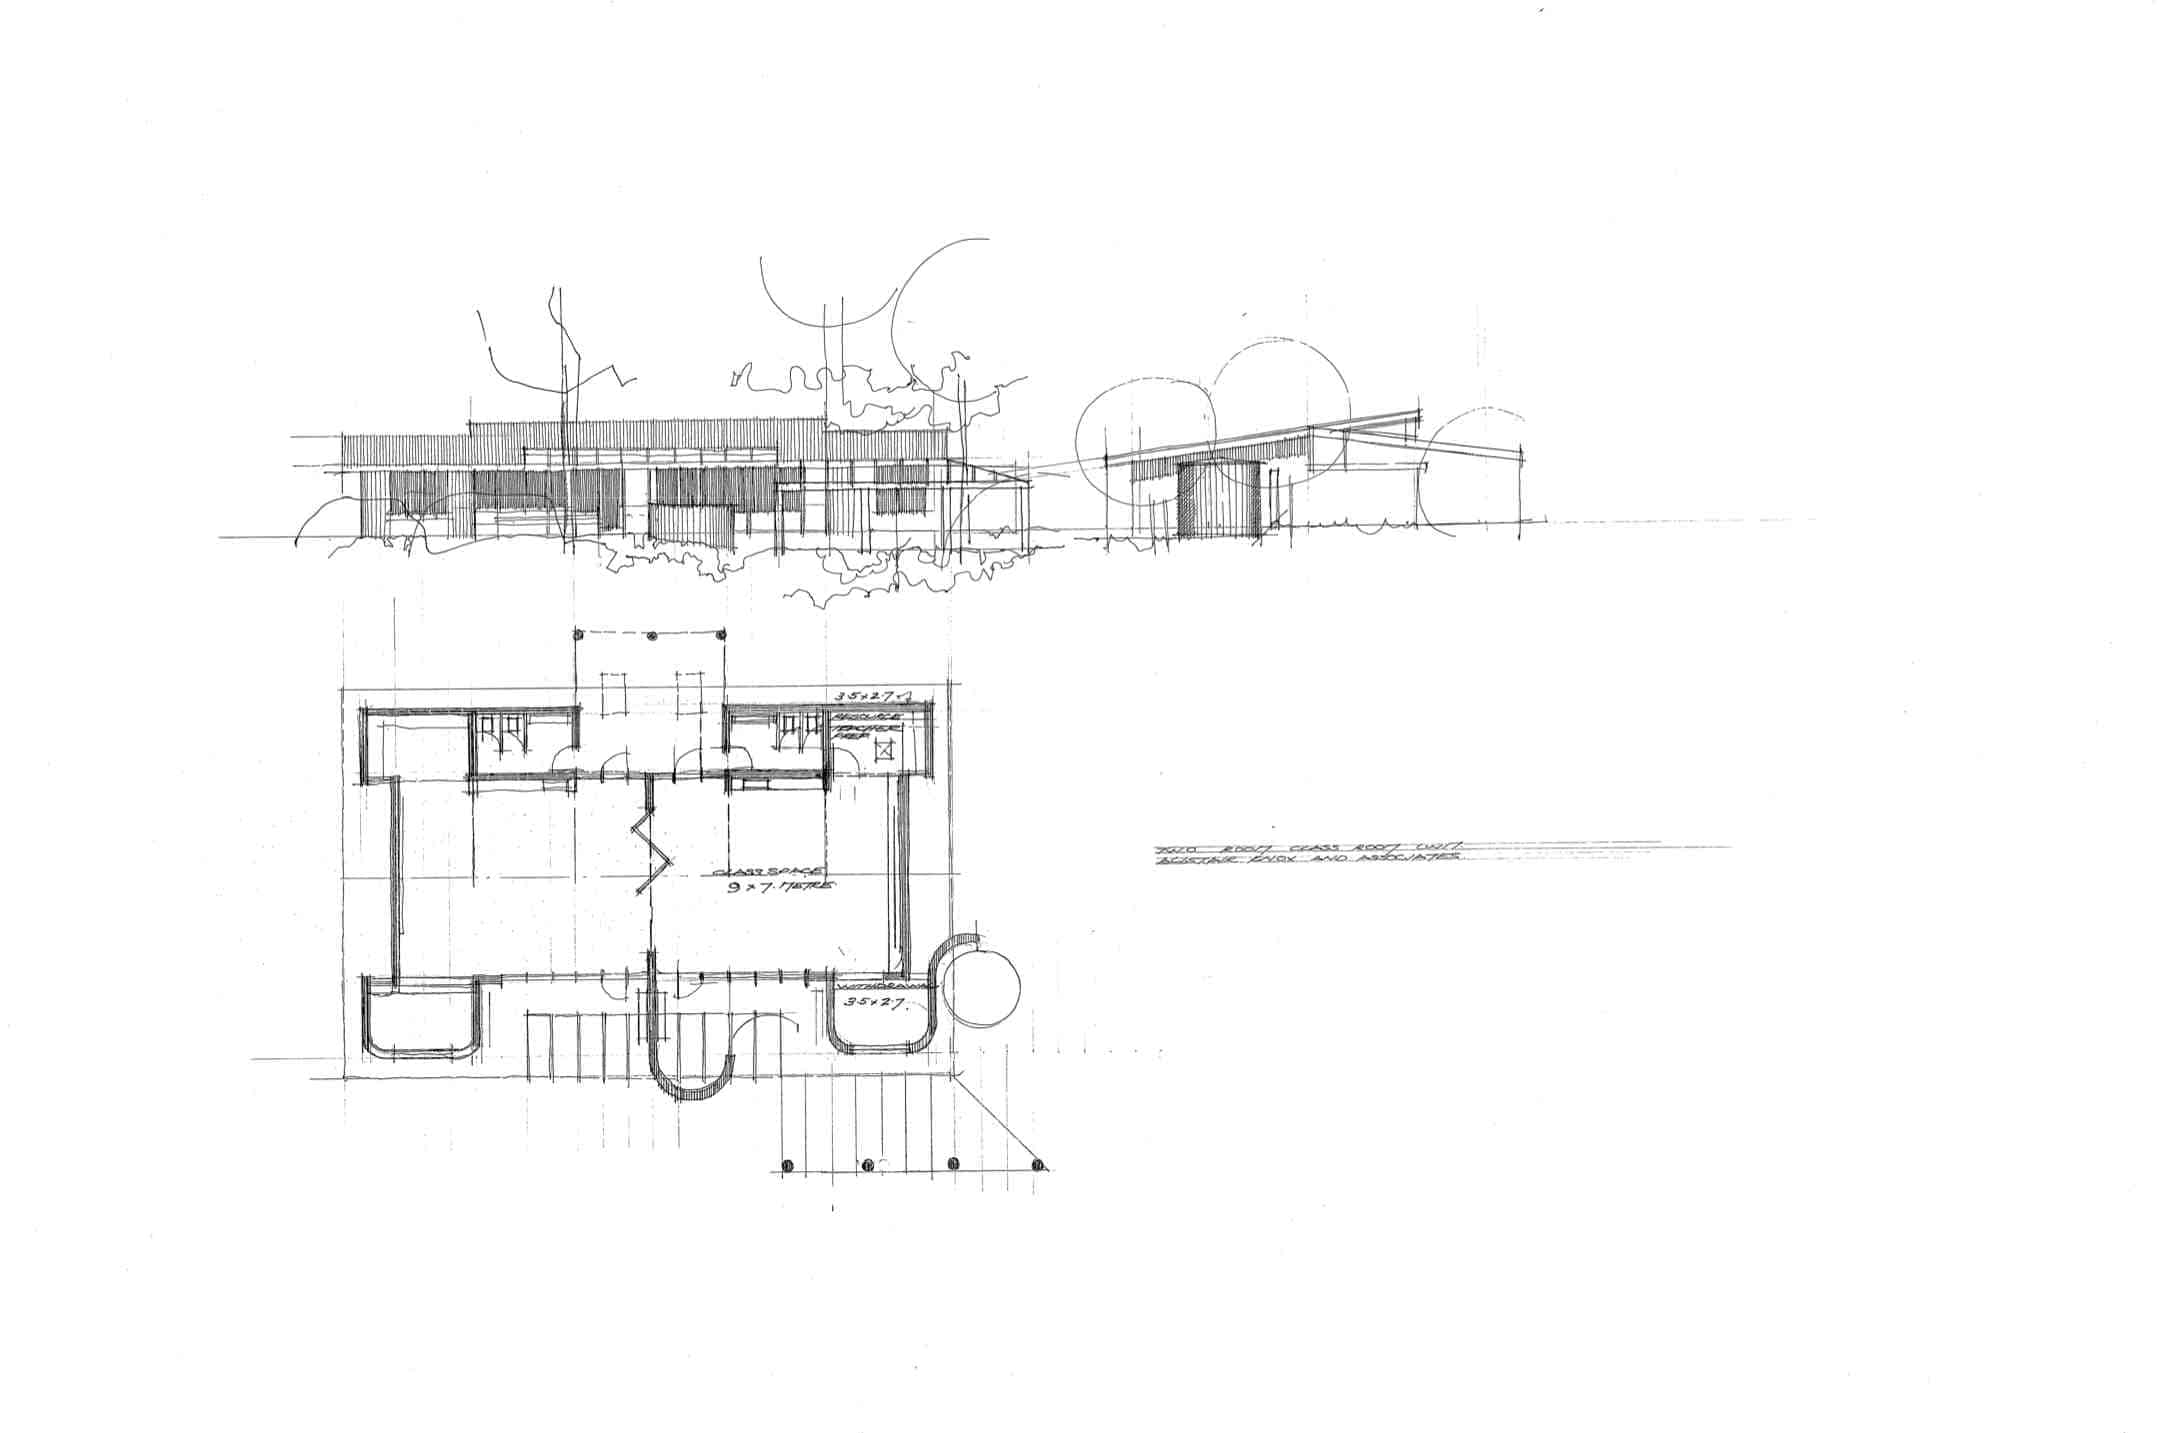 3.5 x 2.7
RESOURCE
TEACHER
PREP
CLASS SPACE
9 x 7. METRE
WITHDRAWAL
3.5 x 2.7.
TWO ROOM CLASS ROOM UNIT.
ALISTAIR KNOX AND ASSOCIATES.